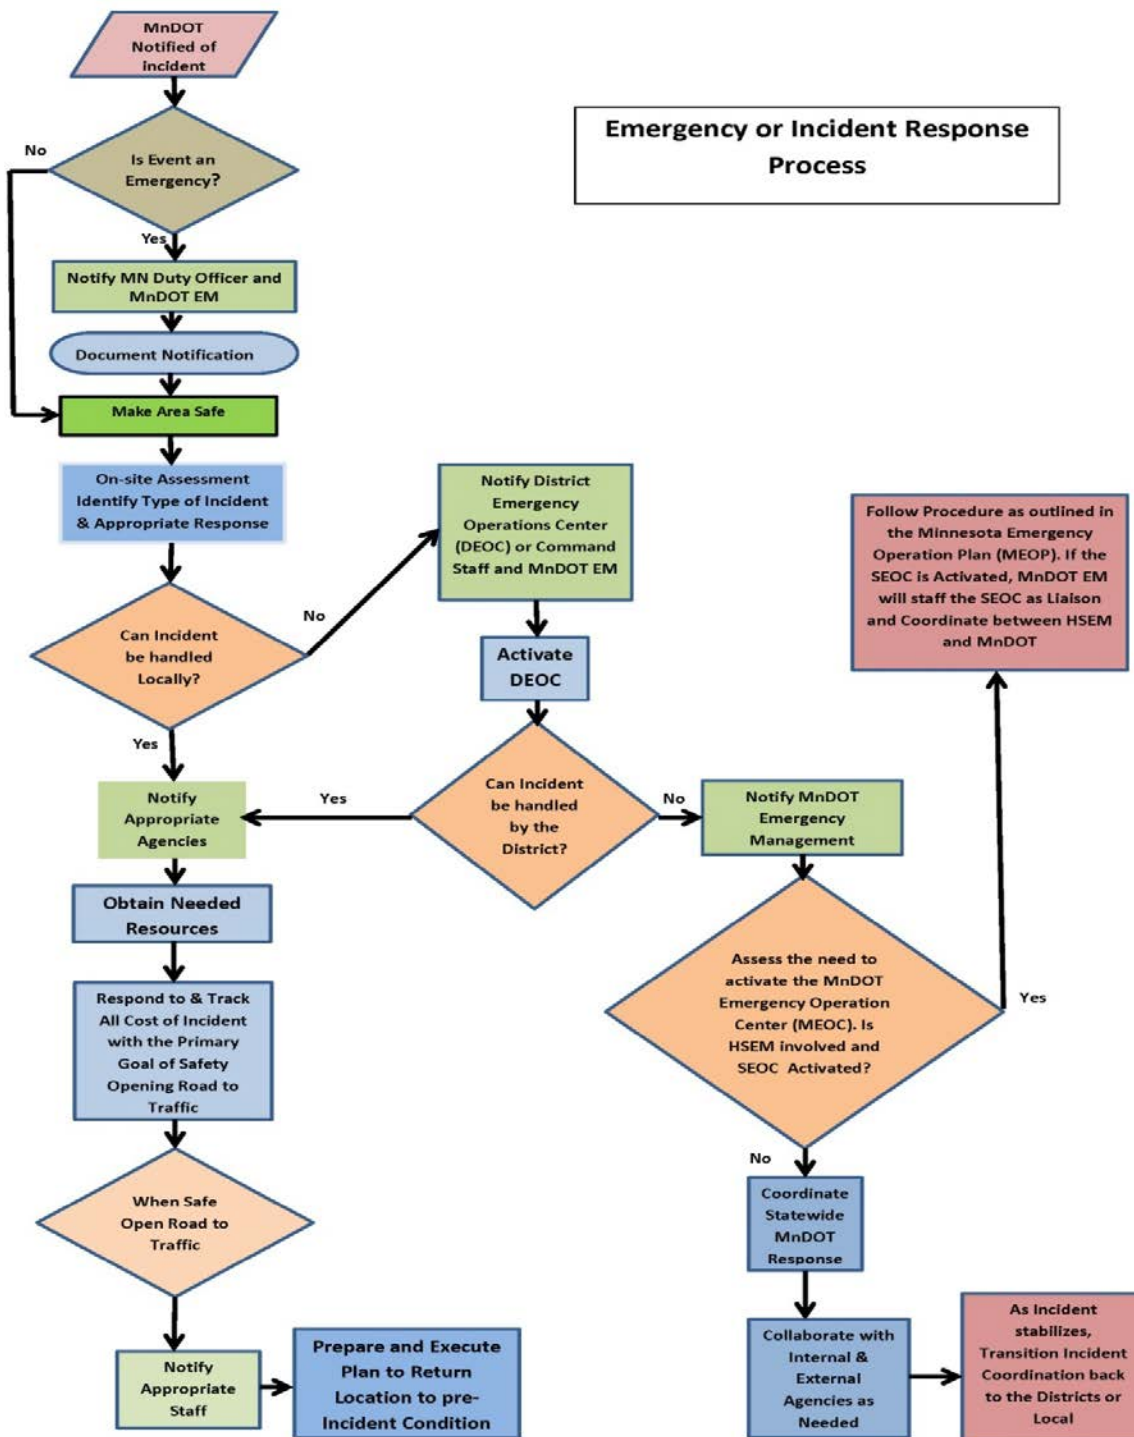 MnDOT
Notified of
incident
Emergency or Incident Response
Process
No
Is Event an
Emergency?
Yes
Notify MN Duty Officer and
MnDOT EM
Document Notification
Make Area Safe
On-site Assessment
Identify Type of Incident
& Appropriate Response
Can Incident
be handled
Locally?
No
Yes
Notify District
Emergency
Operations Center
(DEOC) or Command
Staff and MnDOT EM
Activate
DEOC
Can Incident
be handled
by the
District?
Yes
No
Notify
Appropriate
Agencies
Obtain Needed
Resources
Respond to & Track
All Cost of Incident
with the Primary
Goal of Safety
Opening Road to
Traffic
When Safe
Open Road to
Traffic
Notify
Appropriate
Staff
Prepare and Execute
Plan to Return
Location to pre-
Incident Condition
Notify MnDOT
Emergency
Management
Assess the need to
activate the MnDOT
Emergency Operation
Center (MEOC). Is
HSEM involved and
SEOC Activated?
Yes
Follow Procedure as outlined in
the Minnesota Emergency
Operation Plan (MEOP). If the
SEOC is Activated, MnDOT EM
will staff the SEOC as Liaison
and Coordinate between HSEM
and MnDOT
No
Coordinate
Statewide
MnDOT
Response
Collaborate with
Internal &
External
Agencies as
Needed
As Incident
stabilizes,
Transition Incident
Coordination back
to the Districts or
Local